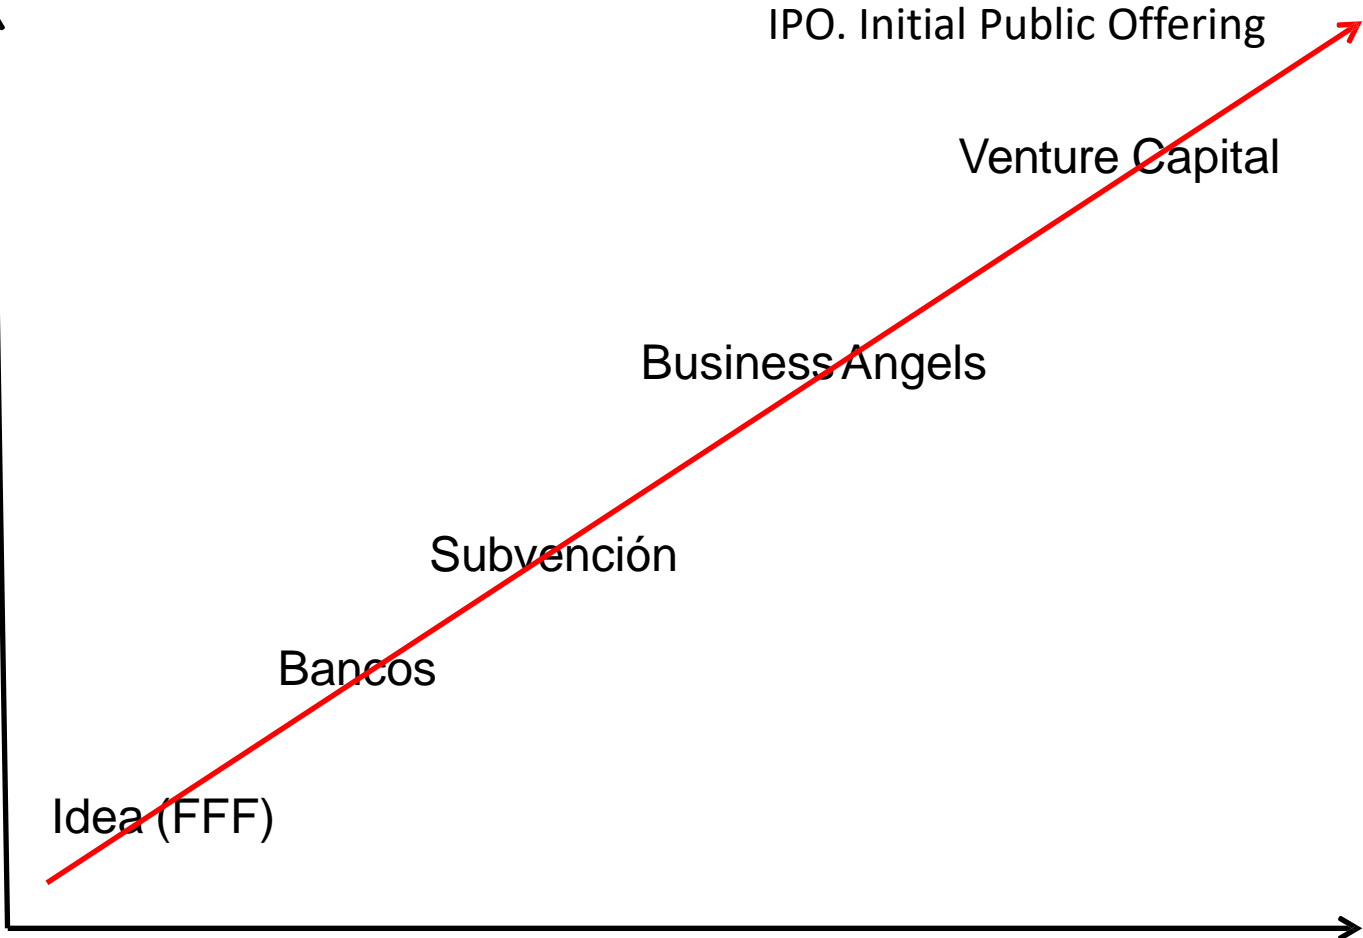 IPO. Initial Public Offering
Venture Capital
Business Angels
Subvención
Bancos
Idea (FFF)